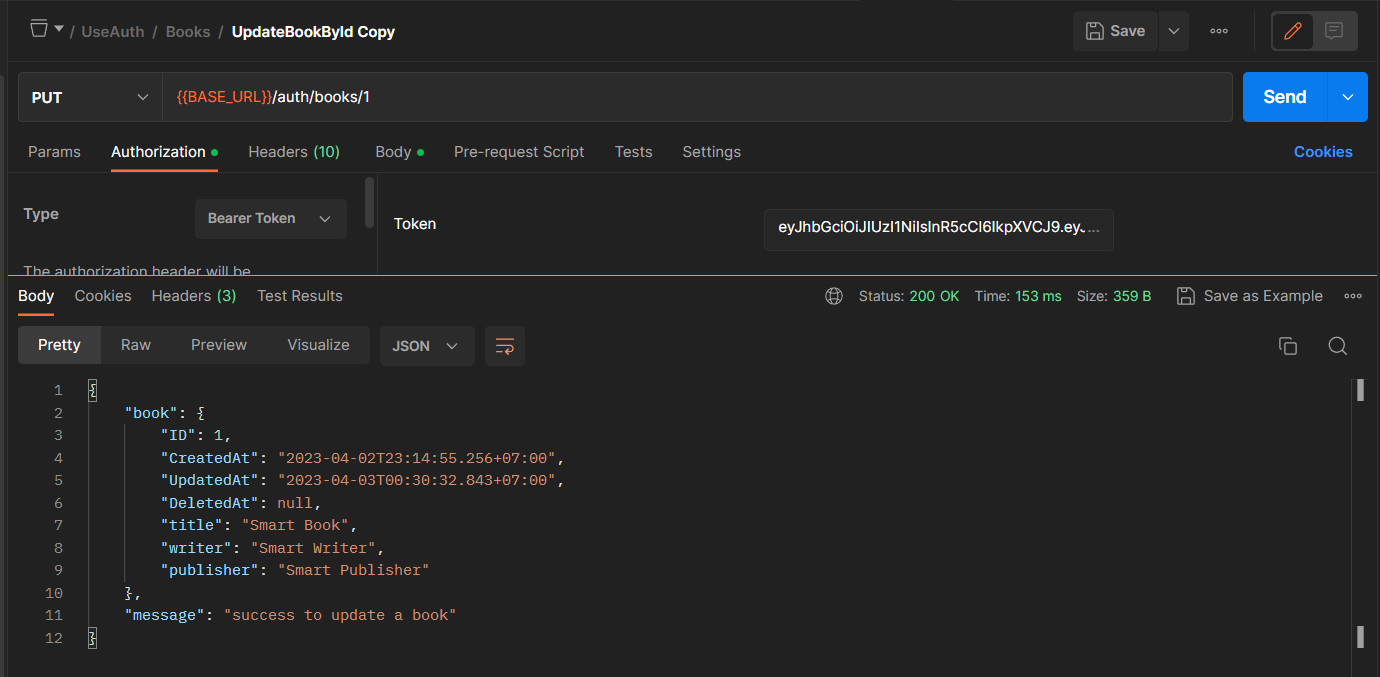 / UseAuth / Books / UpdateBookById Copy
Save
PUT
{{BASE_URL}}/auth/books/1
Send
Params Authorization Headers (10) Body Pre-request Script Tests Settings Cookies
Type
Bearer Token
Token
eyJhbGciOiJIUzI1NiIsInR5cCI6IkpXVCJ9.eyJ...
The authorization header will be
Body Cookies Headers (3) Test Results
Status: 200 OK Time: 153 ms Size: 359 B Save as Example
Pretty Raw Preview Visualize JSON
1 {
2 "book": {
3 "ID": 1,
4 "CreatedAt": "2023-04-02T23:14:55.256+07:00",
5 "UpdatedAt": "2023-04-03T00:30:32.843+07:00",
6 "DeletedAt": null,
7 "title": "Smart Book",
8 "writer": "Smart Writer",
9 "publisher": "Smart Publisher"
10 },
11 "message": "success to update a book"
12 }